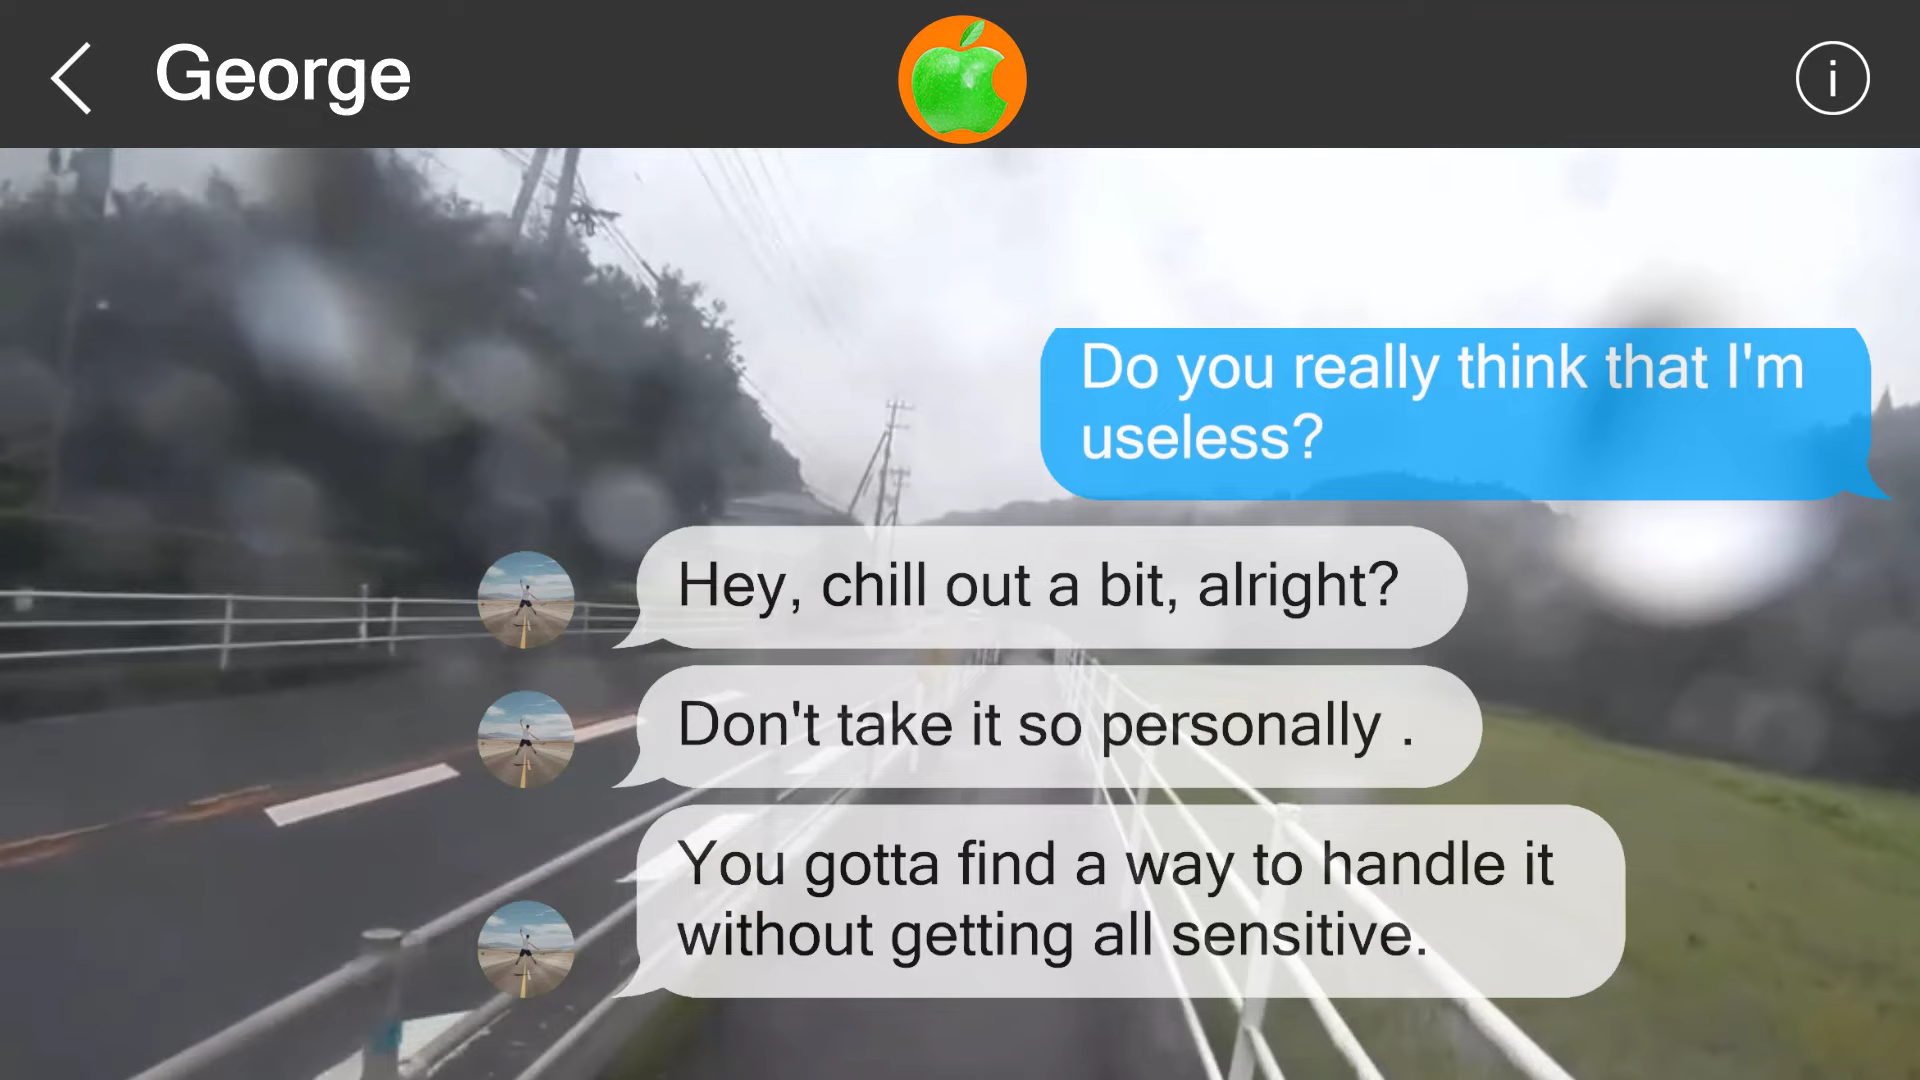 George
Do you really think that I'm
useless?
Hey, chill out a bit, alright?
Don't take it so personally .
You gotta find a way to handle it
without getting all sensitive.